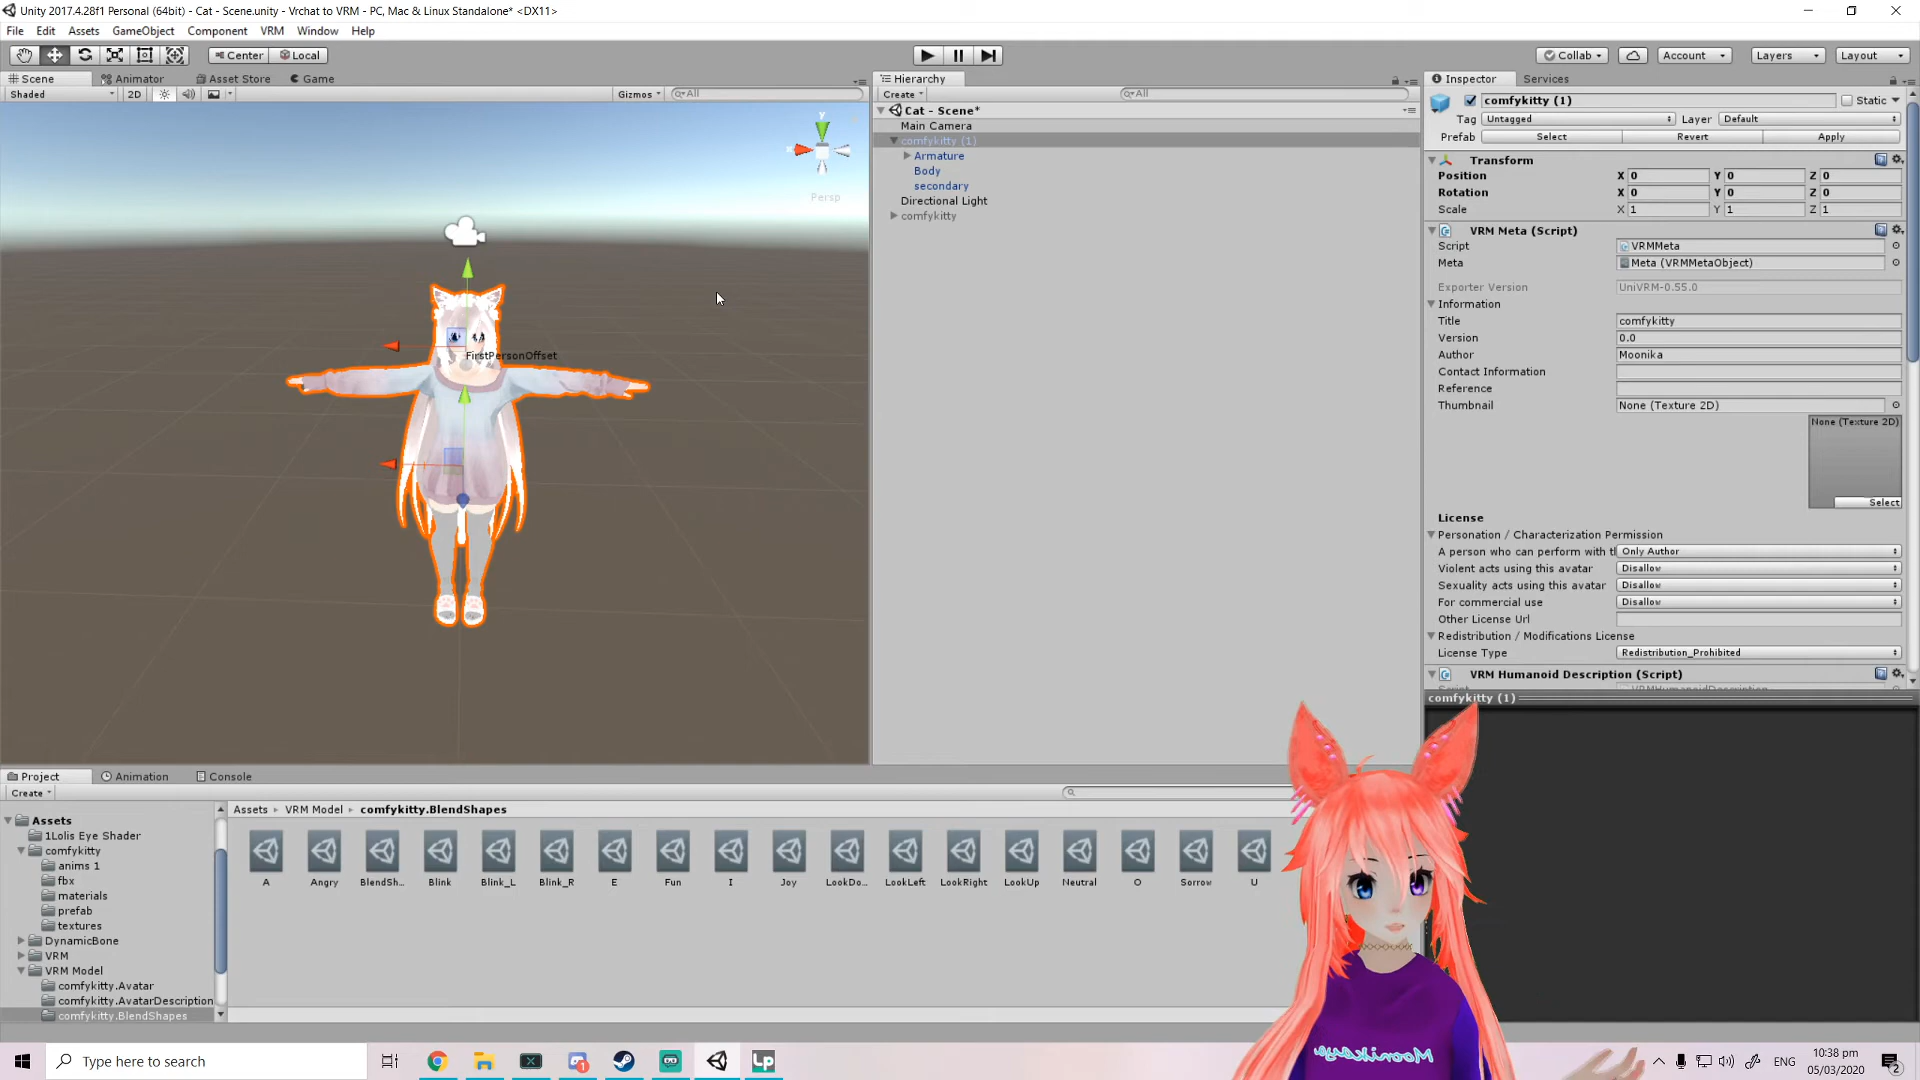 Unity 2017.4.28f1 Personal (64bit) - Cat - Scene.unity - Vrchat to VRM - PC, Mac & Linux Standalone* <DX11>
File Edit Assets GameObject Component VRM Window Help
Center Local Collab Account Layers Layout
Scene Animator Asset Store Game
Shaded 2D Gizmos All
y
Persp
FirstPersonOffset
Hierarchy
Create All
Cat - Scene*
Main Camera
comfykitty (1)
Armature
Body
secondary
Directional Light
comfykitty
Inspector Services
comfykitty (1) Static
Tag Untagged Layer Default
Prefab Select Revert Apply
Transform
Position X 0 Y 0 Z 0
Rotation X 0 Y 0 Z 0
Scale X 1 Y 1 Z 1
VRM Meta (Script)
Script VRMMeta
Meta Meta (VRMMetaObject)
Exporter Version UniVRM-0.55.0
Information
Title comfykitty
Version 0.0
Author Moonika
Contact Information
Reference
Thumbnail None (Texture 2D)
None (Texture 2D)
Select
License
Personation / Characterization Permission
A person who can perform with t Only Author
Violent acts using this avatar Disallow
Sexuality acts using this avatar Disallow
For commercial use Disallow
Other License Url
Redistribution / Modifications License
License Type Redistribution_Prohibited
VRM Humanoid Description (Script)
comfykitty (1)
Project Animation Console
Create
Assets
1Lolis Eye Shader
comfykitty
anims 1
fbx
materials
prefab
textures
DynamicBone
VRM
VRM Model
comfykitty.Avatar
comfykitty.AvatarDescription
comfykitty.BlendShapes
Assets VRM Model comfykitty.BlendShapes
A Angry BlendSh... Blink Blink_L Blink_R E Fun I Joy LookDo... LookLeft LookRight LookUp Neutral O Sorrow U
Type here to search
ENG
10:38 pm
05/03/2020
2